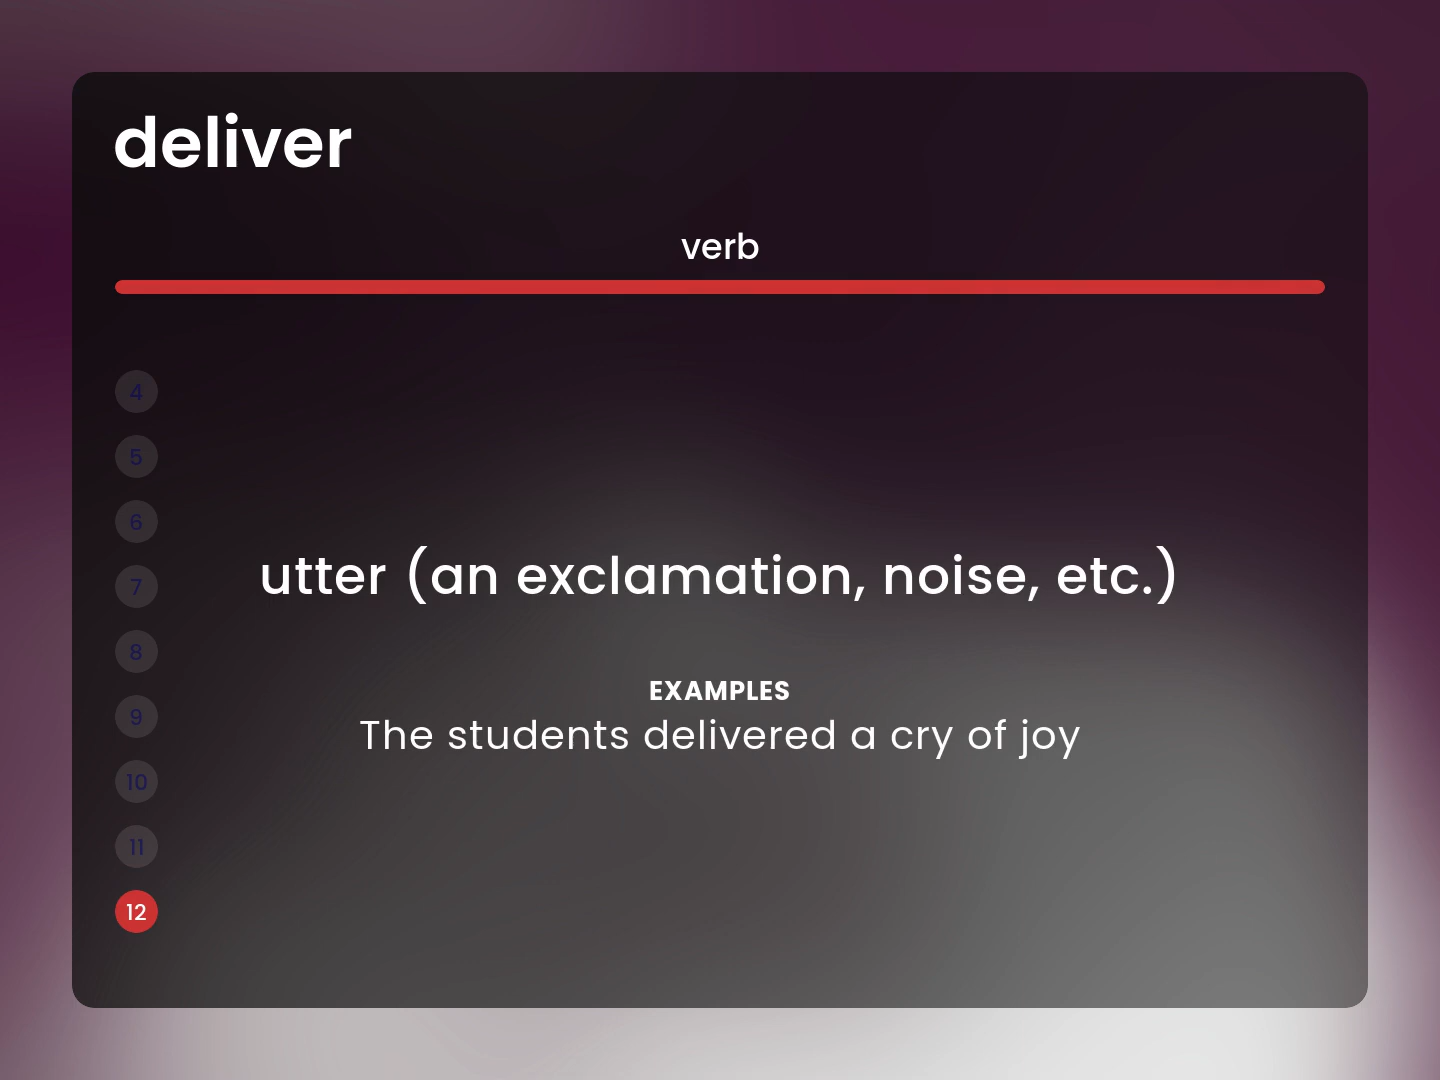 deliver
verb
4
5
6
7
8
9
10
11
12
utter (an exclamation, noise, etc.)
EXAMPLES
The students delivered a cry of joy